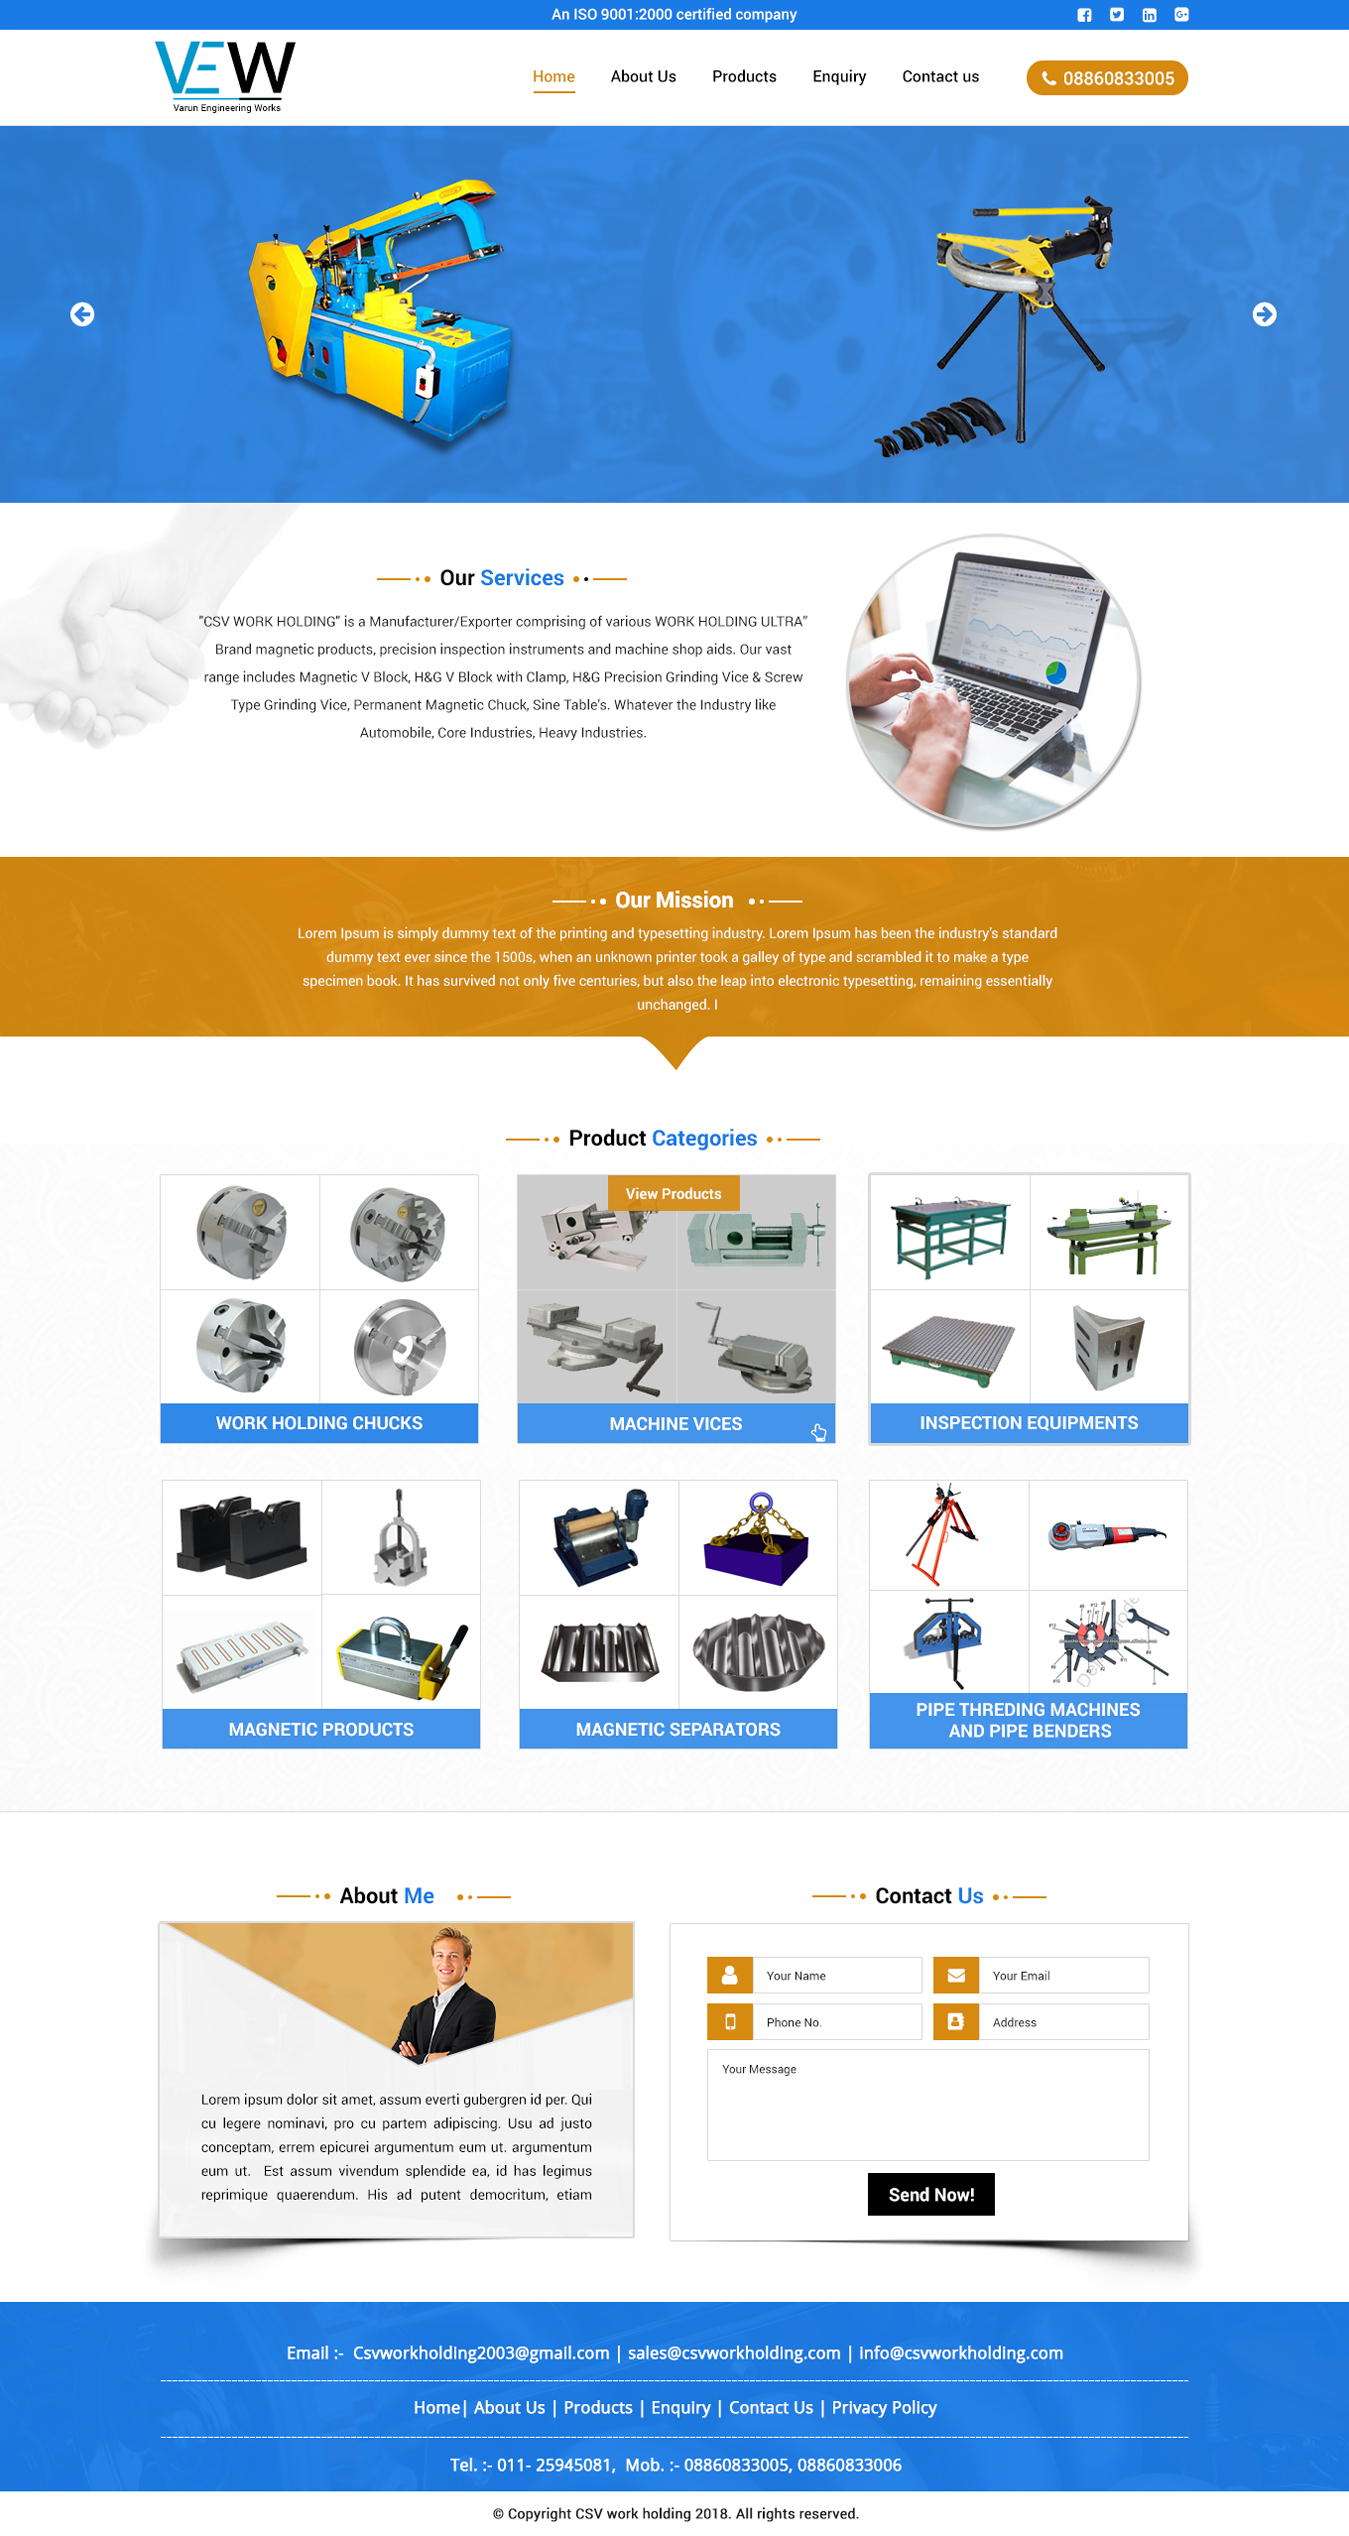 An ISO 9001:2000 certified company
VEW
Varun Engineering Works
Home About Us Products Enquiry Contact us 08860833005
Our Services
"CSV WORK HOLDING" is a Manufacturer/Exporter comprising of various WORK HOLDING ULTRA"
Brand magnetic products, precision inspection instruments and machine shop aids. Our vast
range includes Magnetic V Block, H&G V Block with Clamp, H&G Precision Grinding Vice & Screw
Type Grinding Vice, Permanent Magnetic Chuck, Sine Table's. Whatever the Industry like
Automobile, Core Industries, Heavy Industries.
Our Mission
Lorem Ipsum is simply dummy text of the printing and typesetting industry. Lorem Ipsum has been the industry's standard
dummy text ever since the 1500s, when an unknown printer took a galley of type and scrambled it to make a type
specimen book. It has survived not only five centuries, but also the leap into electronic typesetting, remaining essentially
unchanged. I
Product Categories
View Products
WORK HOLDING CHUCKS
MACHINE VICES
INSPECTION EQUIPMENTS
MAGNETIC PRODUCTS
MAGNETIC SEPARATORS
PIPE THREDING MACHINES
AND PIPE BENDERS
About Me
Lorem ipsum dolor sit amet, assum everti gubergren id per. Qui
cu legere nominavi, pro cu partem adipiscing. Usu ad justo
conceptam, errem epicurei argumentum eum ut. argumentum
eum ut. Est assum vivendum splendide ea, id has legimus
reprimique quaerendum. His ad putent democritum, etiam
Contact Us
Your Name
Your Email
Phone No.
Address
Your Message
Send Now!
Email :- Csvworkholding2003@gmail.com | sales@csvworkholding.com | info@csvworkholding.com
Home| About Us | Products | Enquiry | Contact Us | Privacy Policy
Tel. :- 011- 25945081, Mob. :- 08860833005, 08860833006
© Copyright CSV work holding 2018. All rights reserved.